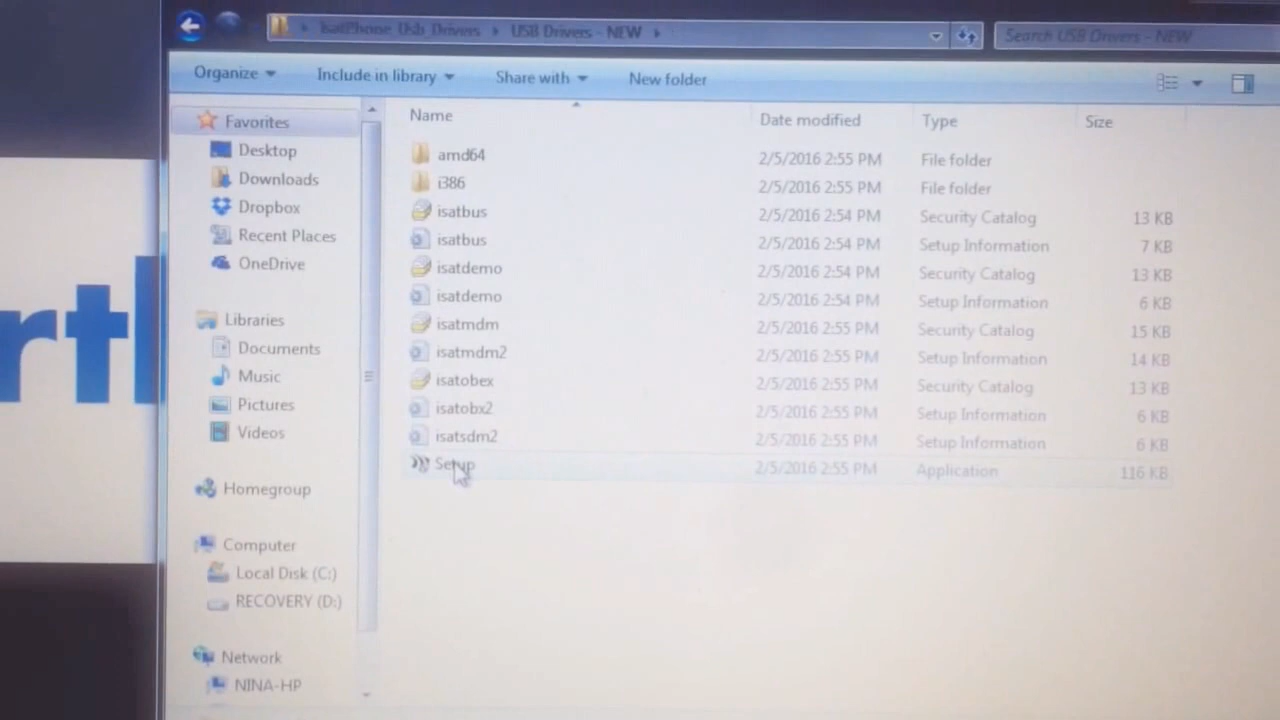 IsatPhone_Usb_Drivers USB Drivers - NEW Search USB Drivers - NEW
Organize Include in library Share with New folder
Name Date modified Type Size
Favorites
Desktop
Downloads
Dropbox
Recent Places
OneDrive
Libraries
Documents
Music
Pictures
Videos
Homegroup
Computer
Local Disk (C:)
RECOVERY (D:)
Network
NINA-HP
amd64 2/5/2016 2:55 PM File folder
i386 2/5/2016 2:55 PM File folder
isatbus 2/5/2016 2:54 PM Security Catalog 13 KB
isatbus 2/5/2016 2:54 PM Setup Information 7 KB
isatdemo 2/5/2016 2:54 PM Security Catalog 13 KB
isatdemo 2/5/2016 2:54 PM Setup Information 6 KB
isatmdm 2/5/2016 2:55 PM Security Catalog 15 KB
isatmdm2 2/5/2016 2:55 PM Setup Information 14 KB
isatobex 2/5/2016 2:55 PM Security Catalog 13 KB
isatobx2 2/5/2016 2:55 PM Setup Information 6 KB
isatsdm2 2/5/2016 2:55 PM Setup Information 6 KB
Setup 2/5/2016 2:55 PM Application 116 KB